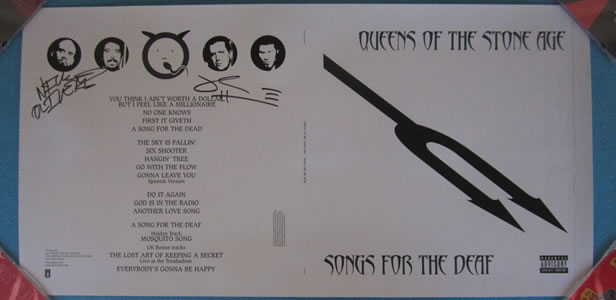 NICK
OLIVERI
YOU THINK I AIN'T WORTH A DOLLAR
BUT I FEEL LIKE A MILLIONAIRE
NO ONE KNOWS
FIRST IT GIVETH
A SONG FOR THE DEAD
THE SKY IS FALLIN'
SIX SHOOTER
HANGIN' TREE
GO WITH THE FLOW
GONNA LEAVE YOU
Spanish Version
DO IT AGAIN
GOD IS IN THE RADIO
ANOTHER LOVE SONG
A SONG FOR THE DEAF
Hidden Track
MOSQUITO SONG
UK Bonus tracks
THE LOST ART OF KEEPING A SECRET
Live at the Troubadour
EVERYBODY'S GONNA BE HAPPY
QUEENS OF THE STONE AGE
SONGS FOR THE DEAF
PARENTAL
ADVISORY
EXPLICIT CONTENT